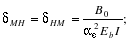 δ_MH = δ_HM = B_0 / (α_c^2 E_b I);